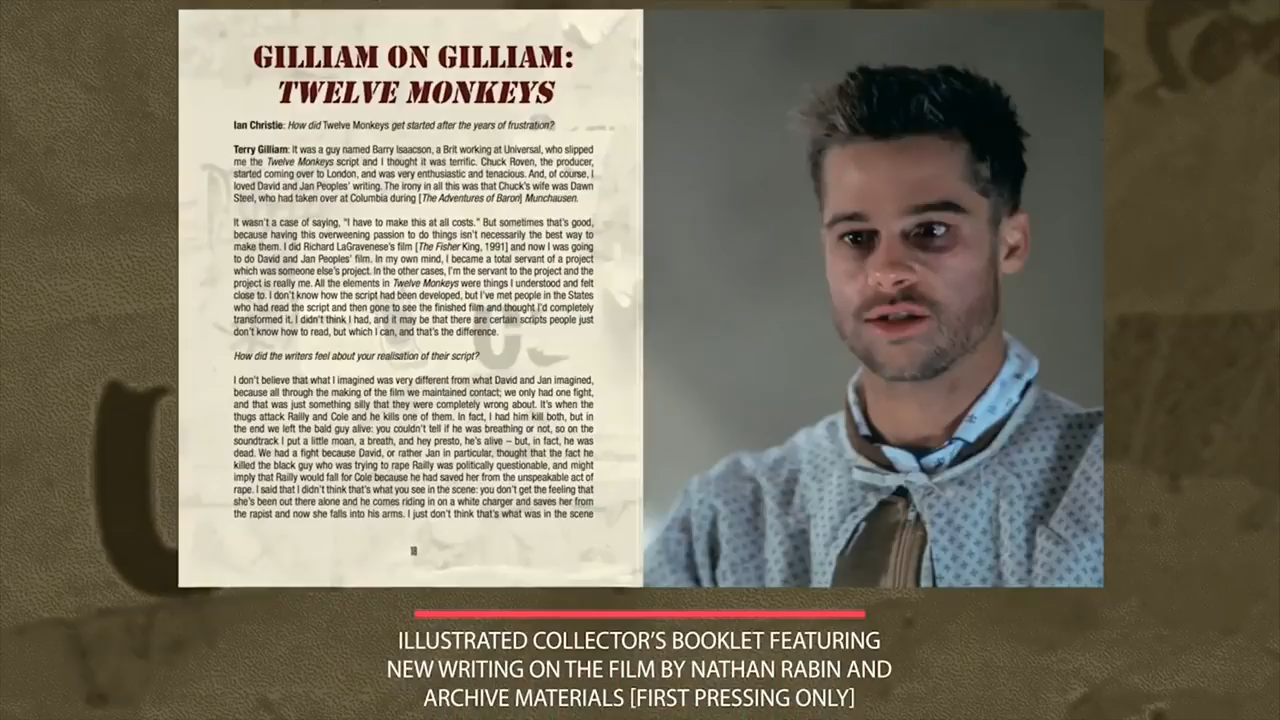 GILLIAM ON GILLIAM:
TWELVE MONKEYS
Ian Christie: How did Twelve Monkeys get started after the years of frustration?
Terry Gilliam: It was a guy named Barry Isaacson, a Brit working at Universal, who slipped
me the Twelve Monkeys script and I thought it was terrific. Chuck Roven, the producer,
started coming over to London, and was very enthusiastic and tenacious. And, of course, I
loved David and Jan Peoples' writing. The irony in all this was that Chuck's wife was Dawn
Steel, who had taken over at Columbia during [The Adventures of Baron] Munchausen.
It wasn't a case of saying, “I have to make this at all costs.” But sometimes that's good,
because having this overweening passion to do things isn't necessarily the best way to
make them. I did Richard LaGravenese's film [The Fisher King, 1991] and now I was going
to do David and Jan Peoples' film. In my own mind, I became a total servant of a project
which was someone else's project. In the other cases, I'm the servant to the project and the
project is really me. All the elements in Twelve Monkeys were things I understood and felt
close to. I don't know how the script had been developed, but I've met people in the States
who had read the script and then gone to see the finished film and thought I'd completely
transformed it. I didn't think I had, and it may be that there are certain scripts people just
don't know how to read, but which I can, and that's the difference.
How did the writers feel about your realisation of their script?
I don't believe that what I imagined was very different from what David and Jan imagined,
because all through the making of the film we maintained contact; we only had one fight,
and that was just something silly that they were completely wrong about. It's when the
thugs attack Railly and Cole and he kills one of them. In fact, I had him kill both, but in
the end we left the bald guy alive: you couldn't tell if he was breathing or not, so on the
soundtrack I put a little moan, a breath, and hey presto, he's alive – but, in fact, he was
dead. We had a fight because David, or rather Jan in particular, thought that the fact he
killed the black guy who was trying to rape Railly was politically questionable, and might
imply that Railly would fall for Cole because he had saved her from the unspeakable act of
rape. I said that I didn't think that's what you see in the scene: you don't get the feeling that
she's been out there alone and he comes riding in on a white charger and saves her from
the rapist and now she falls into his arms. I just don't think that's what was in the scene
18
ILLUSTRATED COLLECTOR'S BOOKLET FEATURING
NEW WRITING ON THE FILM BY NATHAN RABIN AND
ARCHIVE MATERIALS [FIRST PRESSING ONLY]